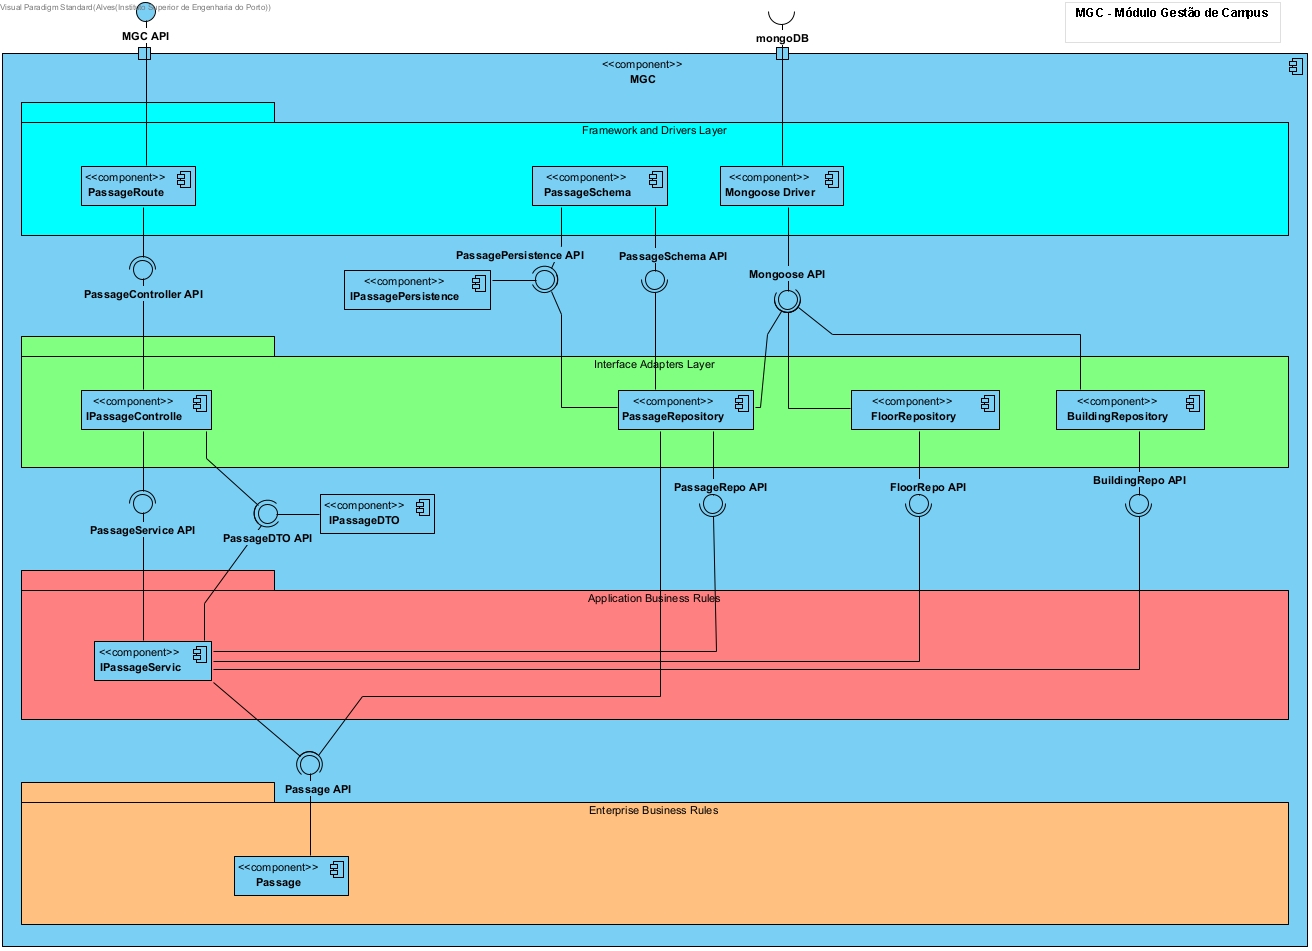 Visual Paradigm Standard(Alves(Instituto Superior de Engenharia do Porto))
MGC - Módulo Gestão de Campus
MGC API
mongoDB
<<component>>
MGC
Framework and Drivers Layer
<<component>>
PassageRoute
<<component>>
PassageSchema
<<component>>
Mongoose Driver
PassagePersistence API
PassageSchema API
Mongoose API
<<component>>
IPassagePersistence
PassageController API
Interface Adapters Layer
<<component>>
IPassageControlle
<<component>>
PassageRepository
<<component>>
FloorRepository
<<component>>
BuildingRepository
PassageRepo API
FloorRepo API
BuildingRepo API
<<component>>
IPassageDTO
PassageService API
PassageDTO API
Application Business Rules
<<component>>
IPassageServic
Passage API
Enterprise Business Rules
<<component>>
Passage